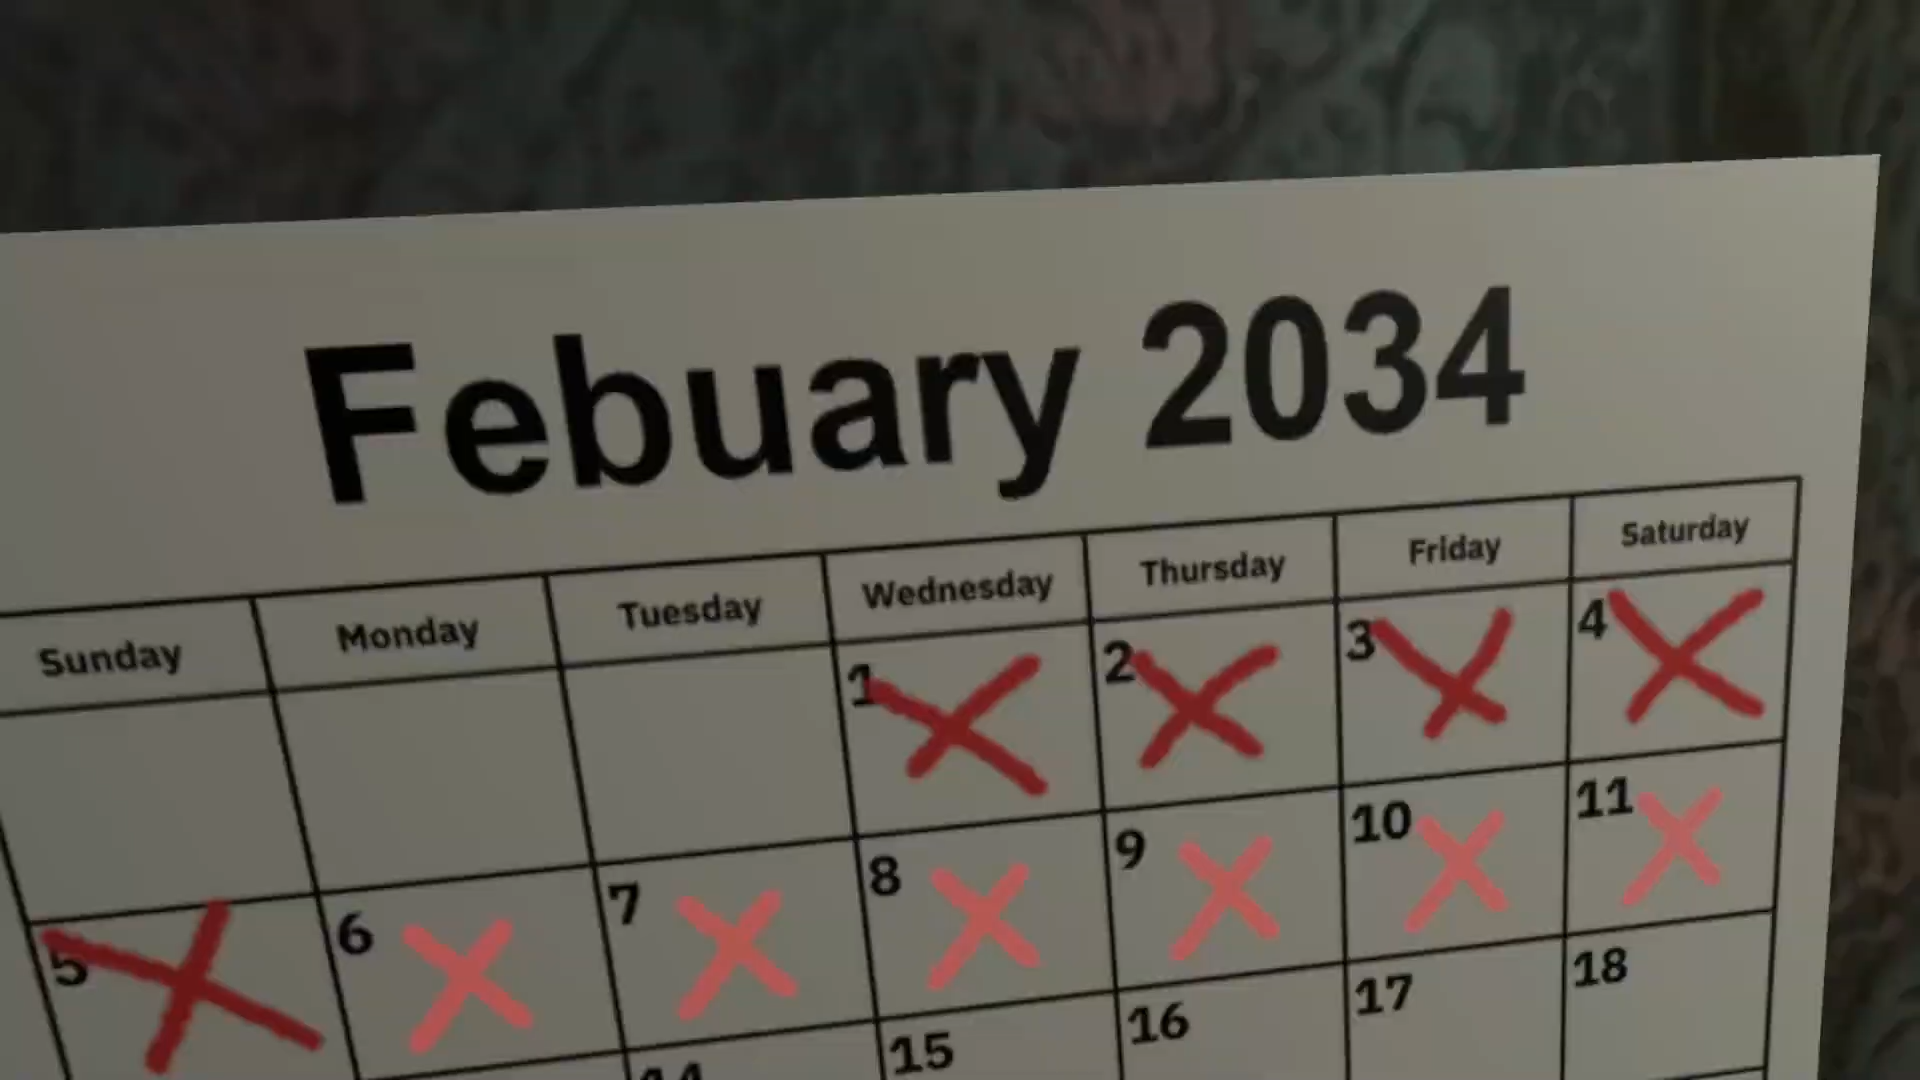 Febuary 2034
Sunday Monday Tuesday Wednesday Thursday Friday Saturday
1 2 3 4
5 6 7 8 9 10 11
14 15 16 17 18